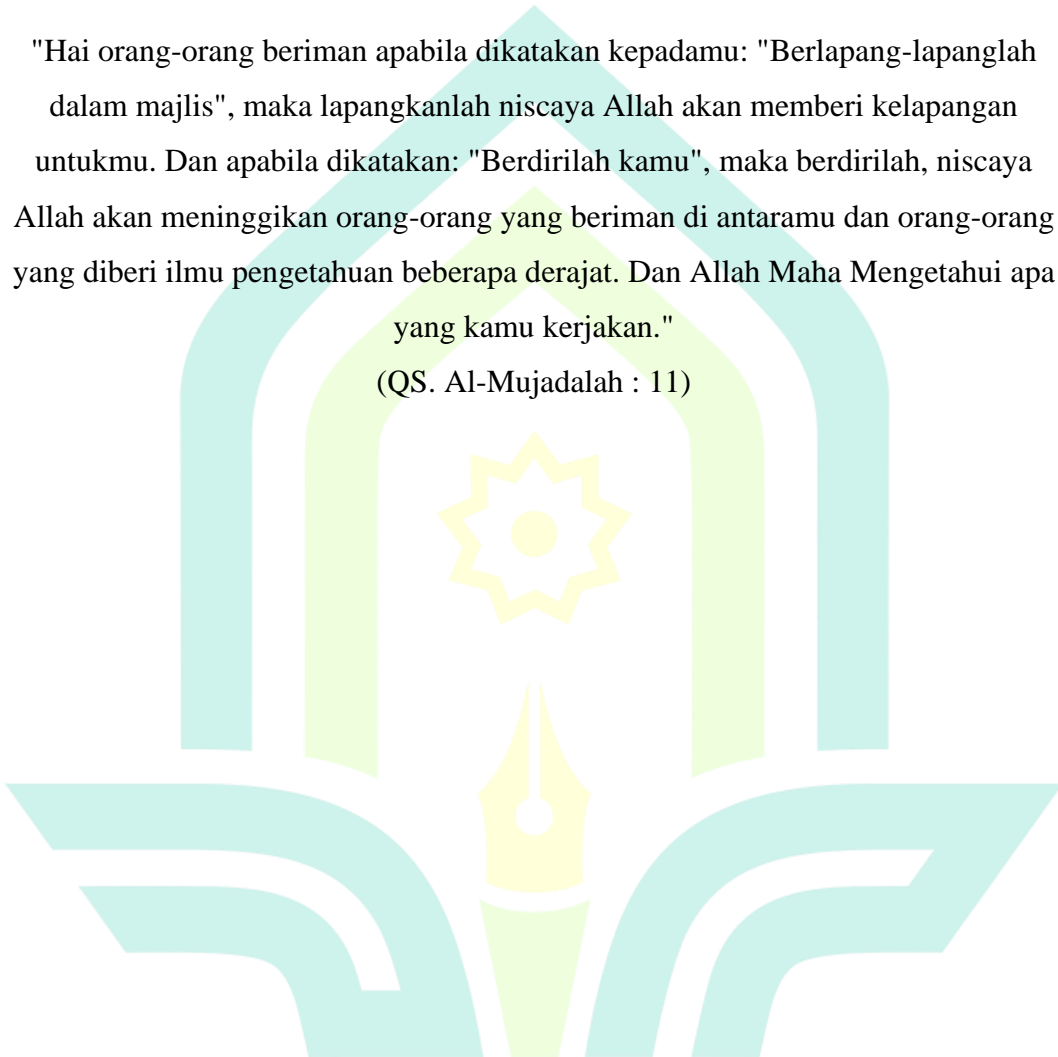 "Hai orang-orang beriman apabila dikatakan kepadamu: "Berlapang-lapanglah
dalam majlis", maka lapangkanlah niscaya Allah akan memberi kelapangan
untukmu. Dan apabila dikatakan: "Berdirilah kamu", maka berdirilah, niscaya
Allah akan meninggikan orang-orang yang beriman di antaramu dan orang-orang
yang diberi ilmu pengetahuan beberapa derajat. Dan Allah Maha Mengetahui apa
yang kamu kerjakan."
(QS. Al-Mujadalah : 11)